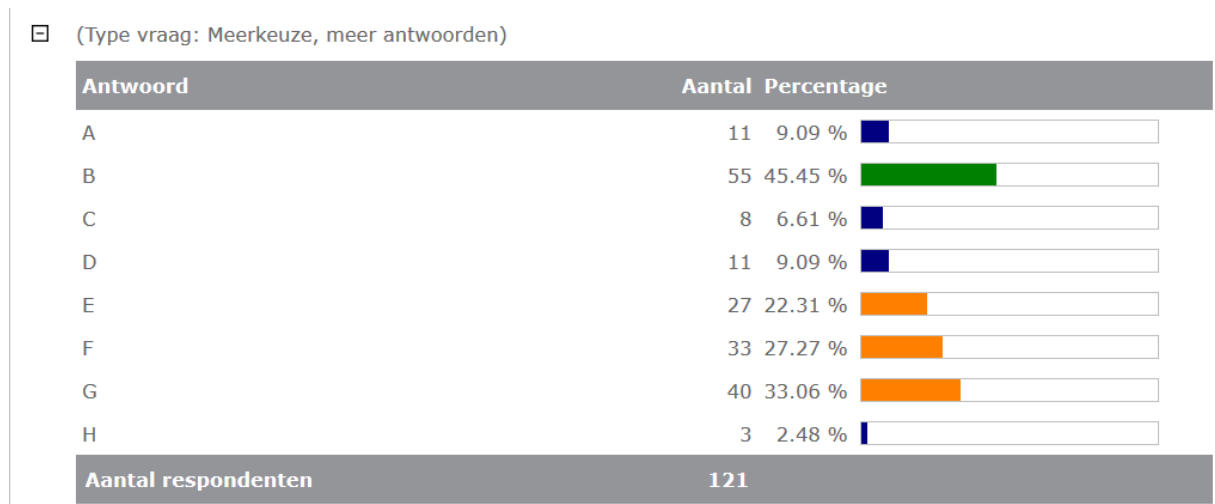 (Type vraag: Meerkeuze, meer antwoorden)
Antwoord Aantal Percentage
A 11 9.09 %
B 55 45.45 %
C 8 6.61 %
D 11 9.09 %
E 27 22.31 %
F 33 27.27 %
G 40 33.06 %
H 3 2.48 %
Aantal respondenten 121